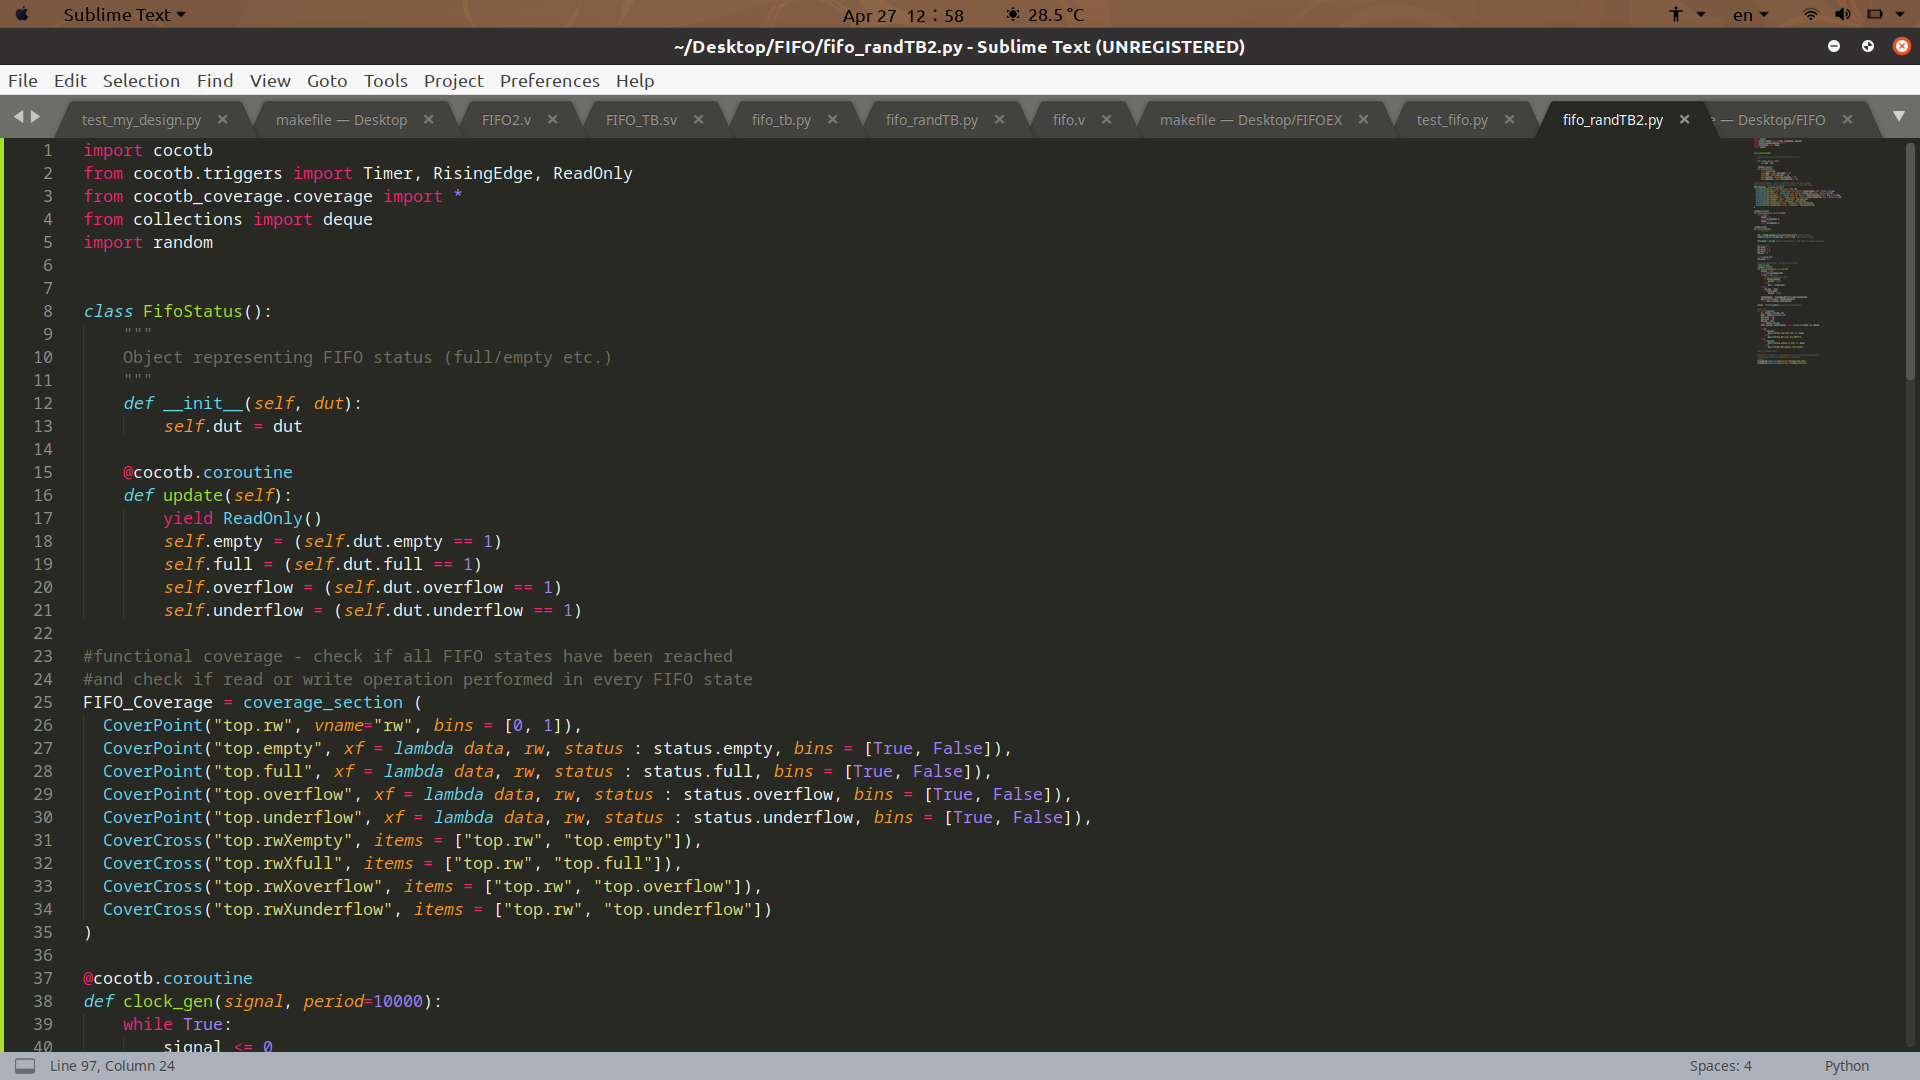 Sublime Text
Apr 27 12:58
28.5 °C
en
~/Desktop/FIFO/fifo_randTB2.py - Sublime Text (UNREGISTERED)
File Edit Selection Find View Goto Tools Project Preferences Help
test_my_design.py makefile — Desktop FIFO2.v FIFO_TB.sv fifo_tb.py fifo_randTB.py fifo.v makefile — Desktop/FIFOEX test_fifo.py fifo_randTB2.py e — Desktop/FIFO
1 import cocotb
2 from cocotb.triggers import Timer, RisingEdge, ReadOnly
3 from cocotb_coverage.coverage import *
4 from collections import deque
5 import random
6
7
8 class FifoStatus():
9     """
10     Object representing FIFO status (full/empty etc.)
11     """
12     def __init__(self, dut):
13         self.dut = dut
14
15     @cocotb.coroutine
16     def update(self):
17         yield ReadOnly()
18         self.empty = (self.dut.empty == 1)
19         self.full = (self.dut.full == 1)
20         self.overflow = (self.dut.overflow == 1)
21         self.underflow = (self.dut.underflow == 1)
22
23 #functional coverage - check if all FIFO states have been reached
24 #and check if read or write operation performed in every FIFO state
25 FIFO_Coverage = coverage_section (
26   CoverPoint("top.rw", vname="rw", bins = [0, 1]),
27   CoverPoint("top.empty", xf = lambda data, rw, status : status.empty, bins = [True, False]),
28   CoverPoint("top.full", xf = lambda data, rw, status : status.full, bins = [True, False]),
29   CoverPoint("top.overflow", xf = lambda data, rw, status : status.overflow, bins = [True, False]),
30   CoverPoint("top.underflow", xf = lambda data, rw, status : status.underflow, bins = [True, False]),
31   CoverCross("top.rwXempty", items = ["top.rw", "top.empty"]),
32   CoverCross("top.rwXfull", items = ["top.rw", "top.full"]),
33   CoverCross("top.rwXoverflow", items = ["top.rw", "top.overflow"]),
34   CoverCross("top.rwXunderflow", items = ["top.rw", "top.underflow"])
35 )
36
37 @cocotb.coroutine
38 def clock_gen(signal, period=10000):
39     while True:
40         signal <= 0
Line 97, Column 24
Spaces: 4
Python